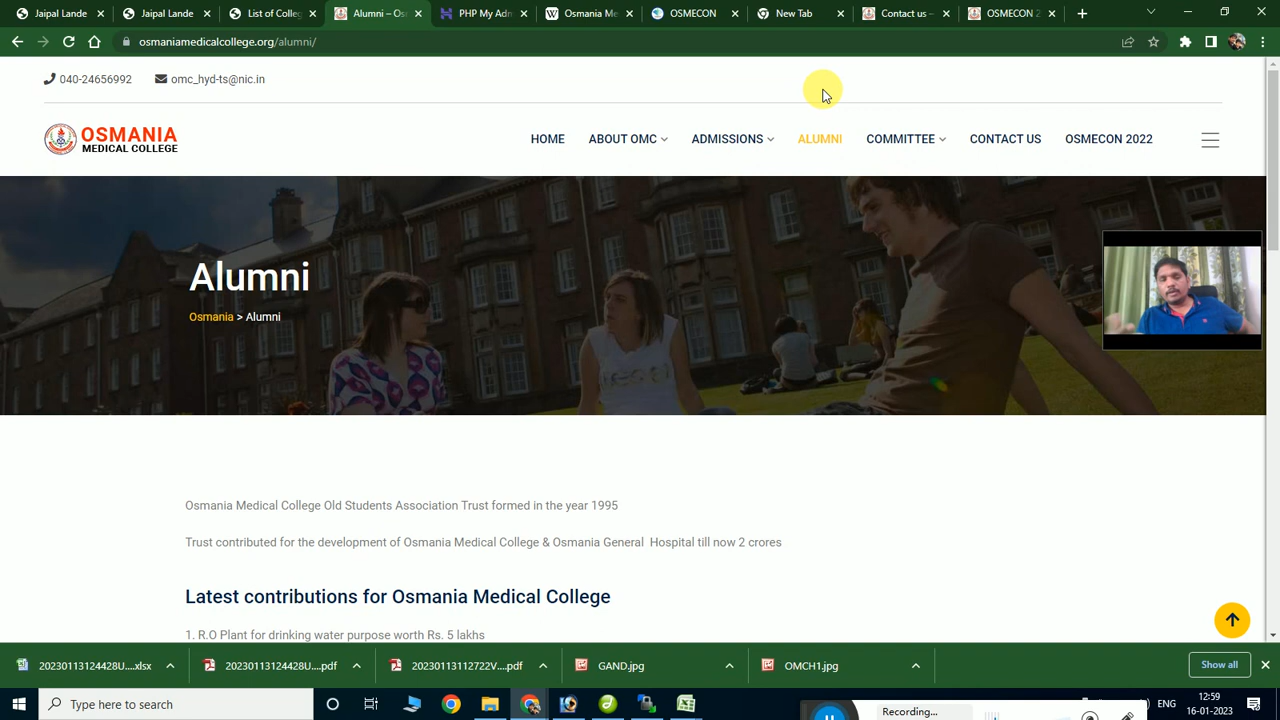 Jaipal Lande
Jaipal Lande
List of Colleg
Alumni – Os
PHP My Adm
Osmania Me
OSMECON
New Tab
Contact us –
OSMECON 2
osmaniamedicalcollege.org/alumni/
040-24656992 omc_hyd-ts@nic.in
OSMANIA
MEDICAL COLLEGE
HOME ABOUT OMC ADMISSIONS ALUMNI COMMITTEE CONTACT US OSMECON 2022
Alumni
Osmania > Alumni
Osmania Medical College Old Students Association Trust formed in the year 1995
Trust contributed for the development of Osmania Medical College & Osmania General Hospital till now 2 crores
Latest contributions for Osmania Medical College
1. R.O Plant for drinking water purpose worth Rs. 5 lakhs
20230113124428U....xlsx
20230113124428U....pdf
20230113112722V....pdf
GAND.jpg
OMCH1.jpg
Show all
Type here to search
Recording...
ENG
12:59
16-01-2023